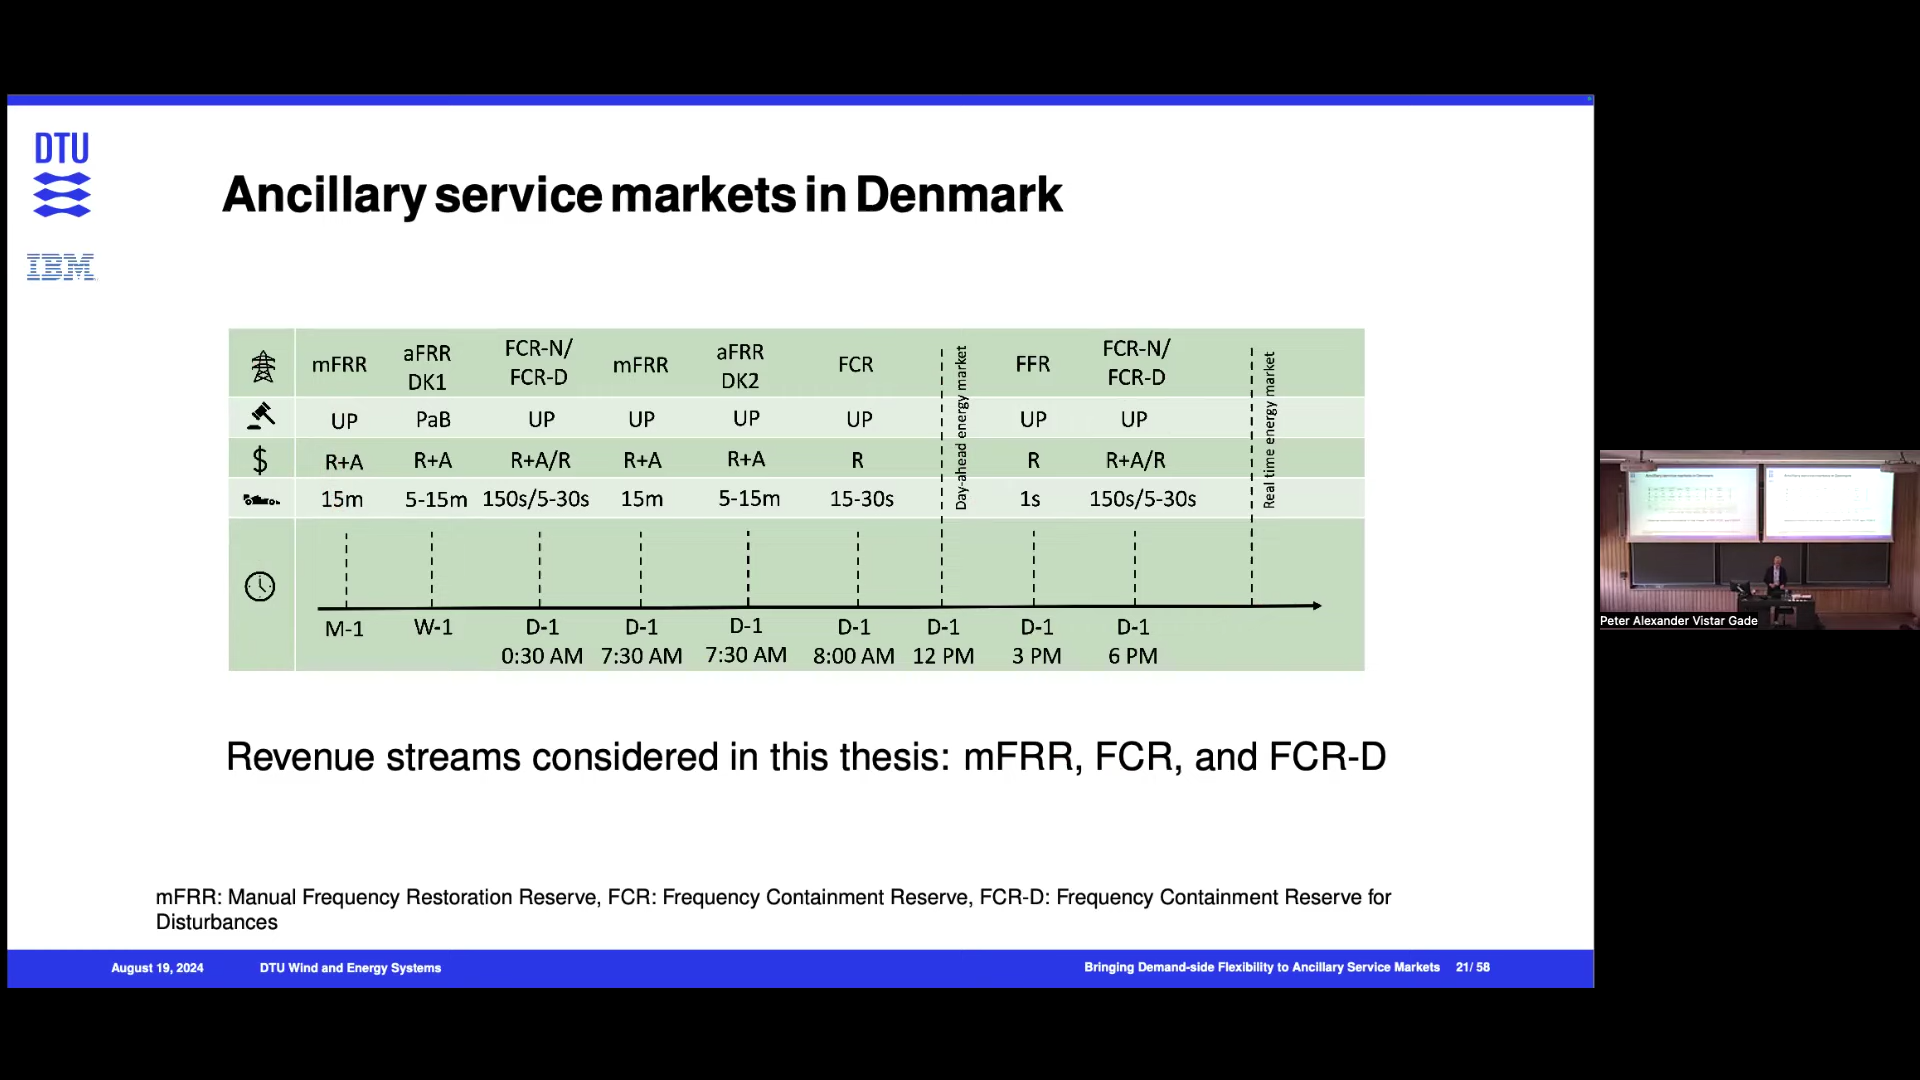 DTU
IBM
Ancillary service markets in Denmark
mFRR aFRR DK1 FCR-N/ FCR-D mFRR aFRR DK2 FCR FFR FCR-N/ FCR-D
UP PaB UP UP UP UP UP UP
$ R+A R+A R+A/R R+A R+A R R R+A/R
15m 5-15m 150s/5-30s 15m 5-15m 15-30s 1s 150s/5-30s
Day-ahead energy market
Real time energy market
M-1 W-1 D-1 D-1 D-1 D-1 D-1 D-1 D-1
0:30 AM 7:30 AM 7:30 AM 8:00 AM 12 PM 3 PM 6 PM
Revenue streams considered in this thesis: mFRR, FCR, and FCR-D
mFRR: Manual Frequency Restoration Reserve, FCR: Frequency Containment Reserve, FCR-D: Frequency Containment Reserve for
Disturbances
August 19, 2024 DTU Wind and Energy Systems Bringing Demand-side Flexibility to Ancillary Service Markets 21/ 58
Peter Alexander Vistar Gade